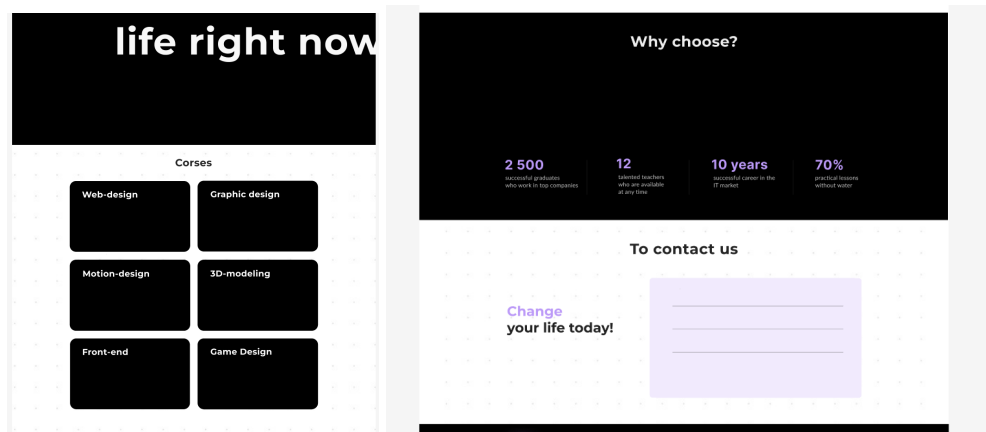 life right now
Corses
Web-design
Graphic design
Motion-design
3D-modeling
Front-end
Game Design
Why choose?
2 500
successful graduates
who work in top companies
12
talented teachers
who are available
at any time
10 years
successful career in the
IT market
70%
practical lessons
without water
To contact us
Change
your life today!